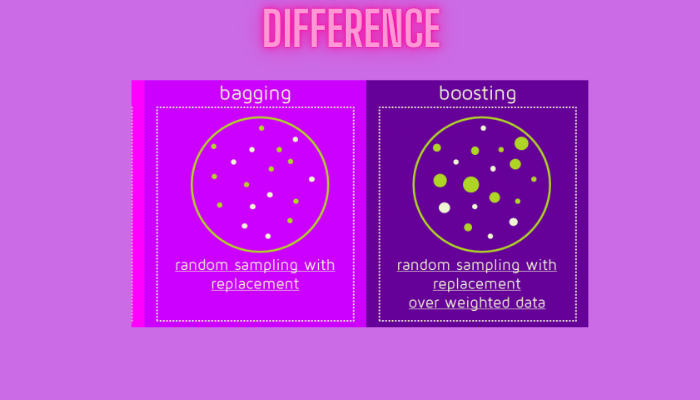 DIFFERENCE
bagging
random sampling with
replacement
boosting
random sampling with
replacement
over weighted data